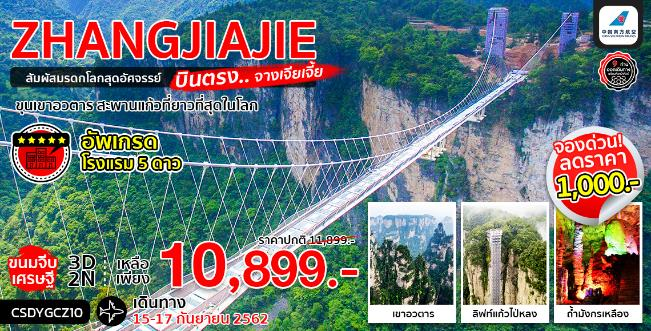 ZHANGJIAJIE
สัมผัสมรดกโลกสุดอัศจรรย์ บินตรง.. จางเจียเจี้ย
ขุนเขาอวตาร สะพานแก้วที่ยาวที่สุดในโลก
อัพเกรด
โรงแรม 5 ดาว
中国南方航空
จองด่วน!
ลดราคา
1,000.-
ราคาปกติ 11,899.-
ขนมจีบ
เศรษฐี
3D
2N
: เหลือ
: เพียง
10,899.-
CSDYGCZ10
เดินทาง
15-17 กันยายน 2562
เขาอวตาร
ลิฟท์แก้วไป่หลง
ถ้ำมังกรเหลือง